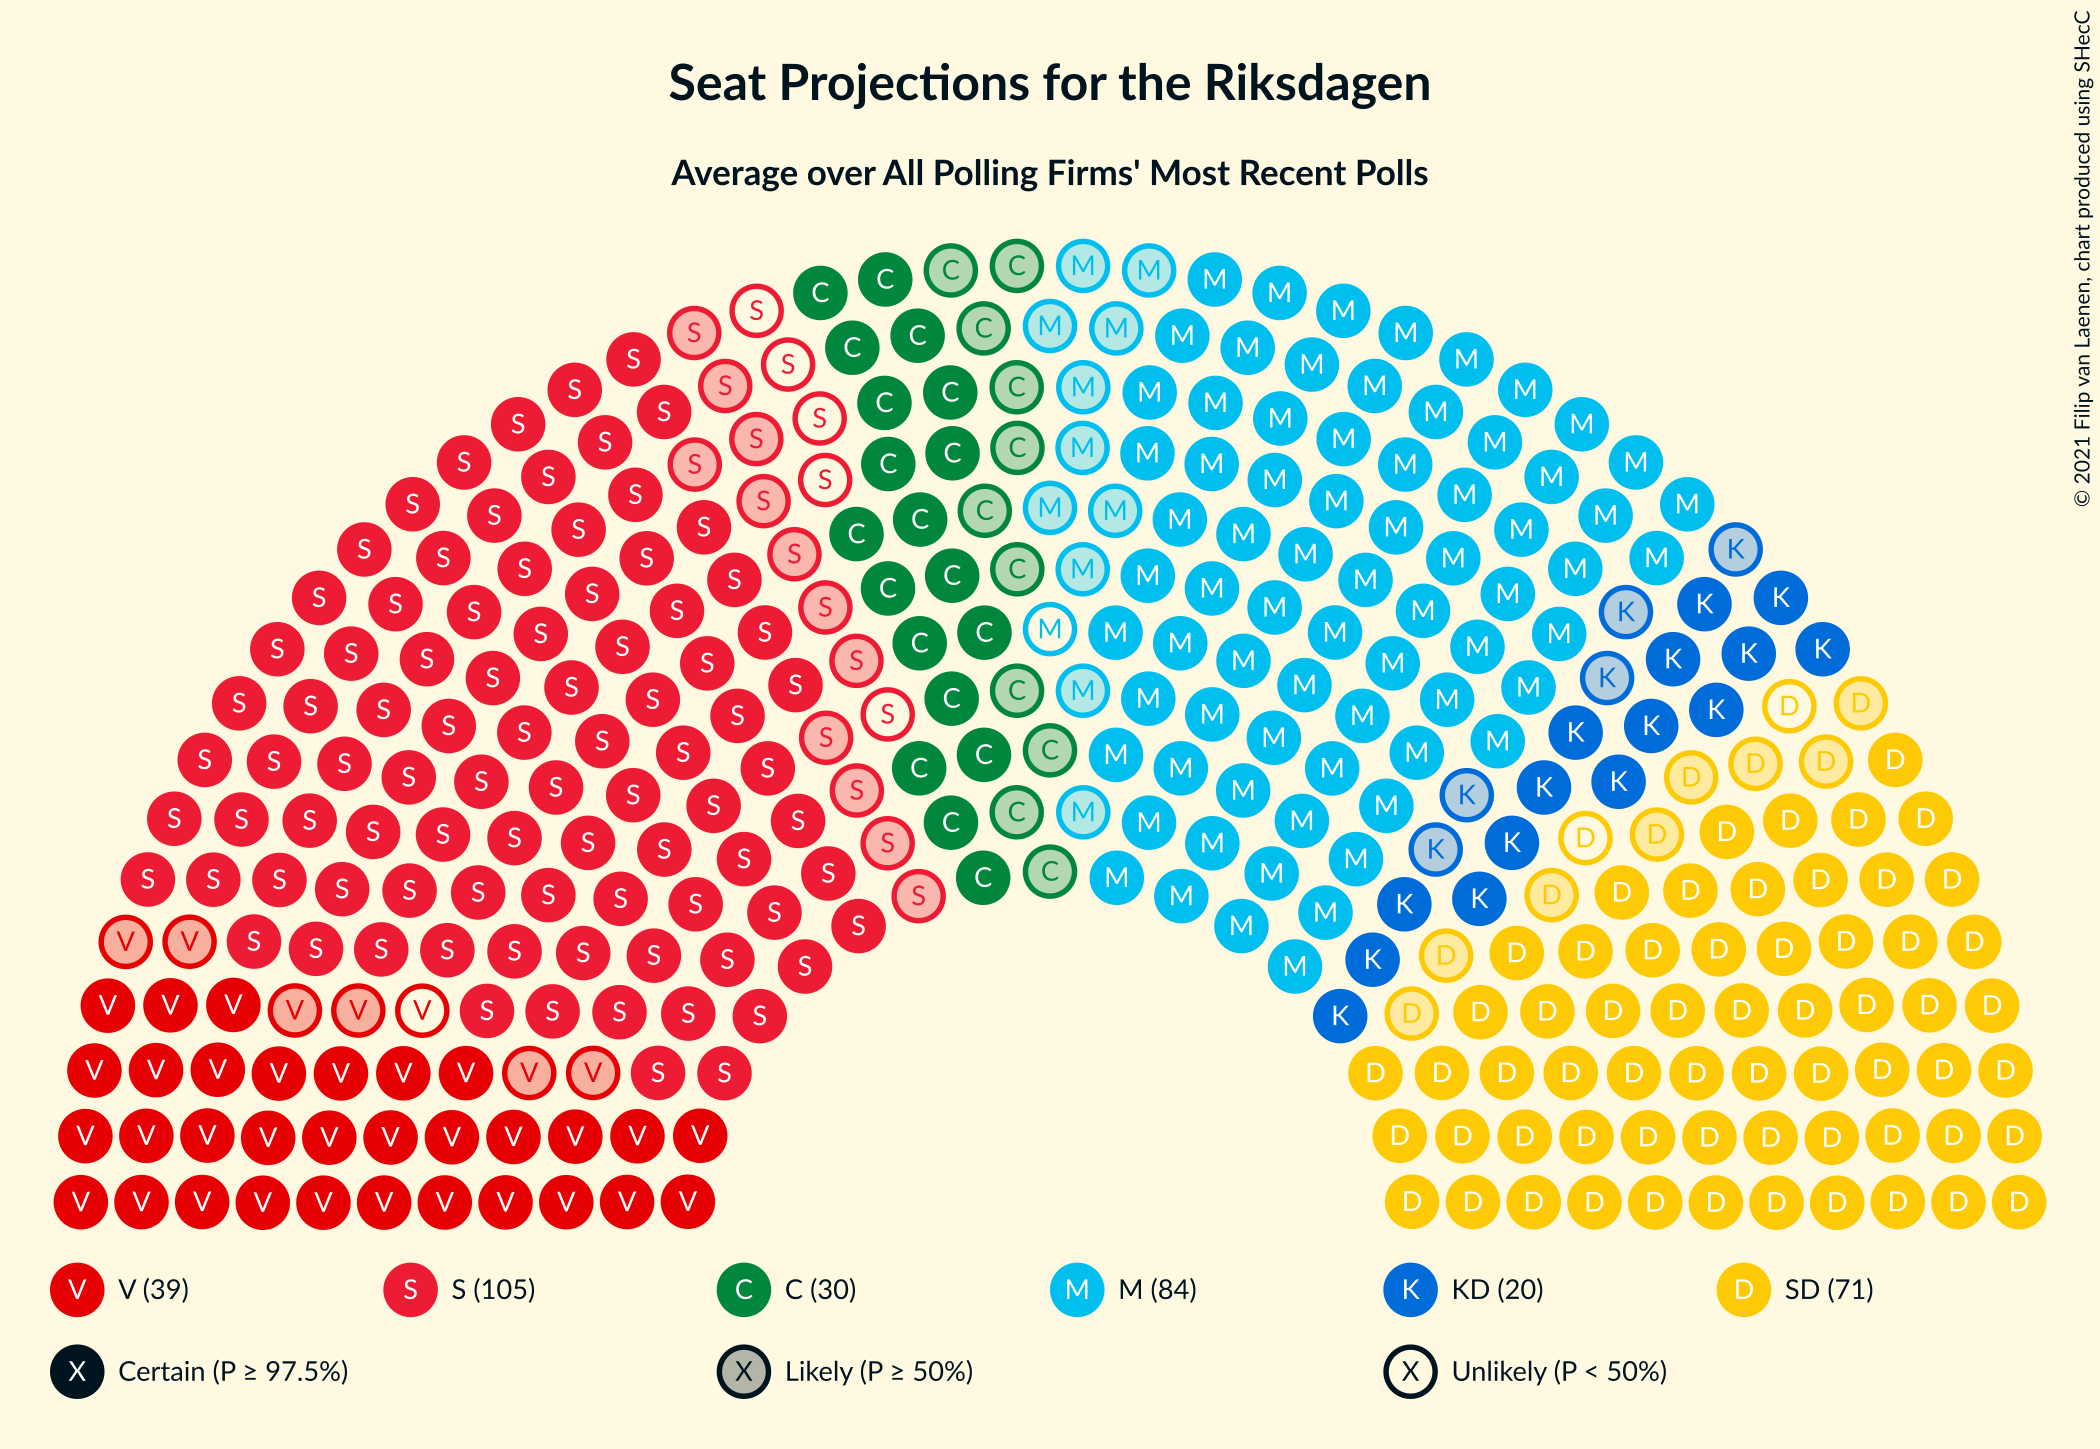 Seat Projections for the Riksdagen
Average over All Polling Firms' Most Recent Polls
© 2021 Filip van Laenen, chart produced using SHecC
V V (39)
S S (105)
C C (30)
M M (84)
K KD (20)
D SD (71)
X Certain (P ≥ 97.5%)
X Likely (P ≥ 50%)
X Unlikely (P < 50%)